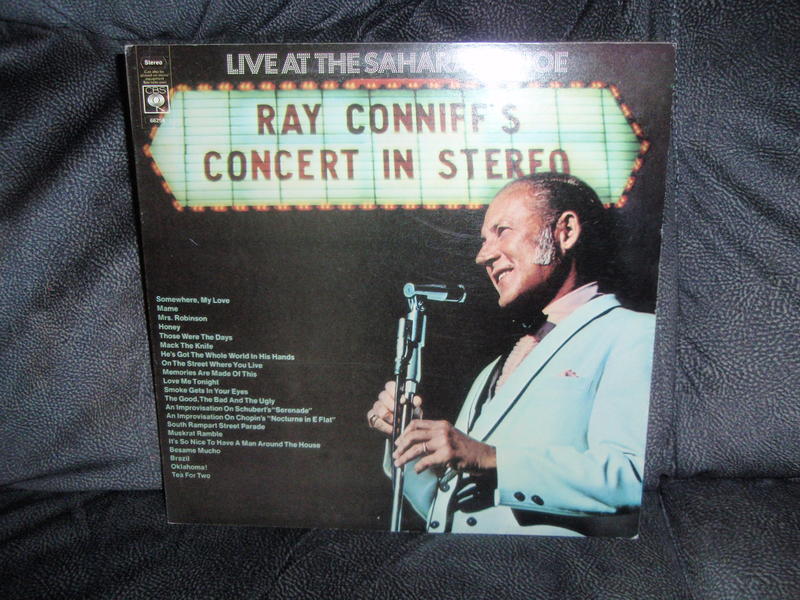 Stereo
CBS
LIVE AT THE SAHARA
RAY CONNIFF'S
CONCERT IN STEREO
Somewhere, My Love
Mame
Mrs. Robinson
Honey
Those Were The Days
Mack The Knife
He's Got The Whole World In His Hands
On The Street Where You Live
Memories Are Made Of This
Love Me Tonight
Smoke Gets In Your Eyes
The Good, The Bad And The Ugly
An Improvisation On Schubert's "Serenade"
An Improvisation On Chopin's "Nocturne in E Flat"
South Rampart Street Parade
Muskrat Ramble
It's So Nice To Have A Man Around The House
Besame Mucho
Brazil
Oklahoma!
Tea For Two